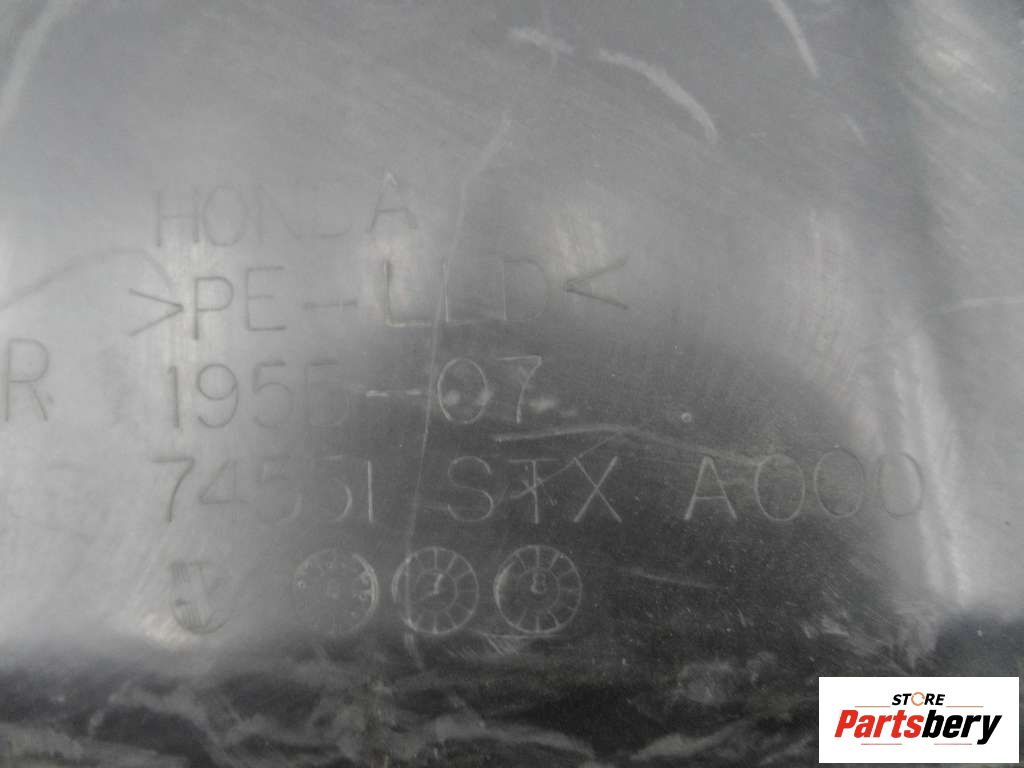 HONDA
>PE-LLD<
R 1955-07
74551 STX A000
STORE
Partsbery